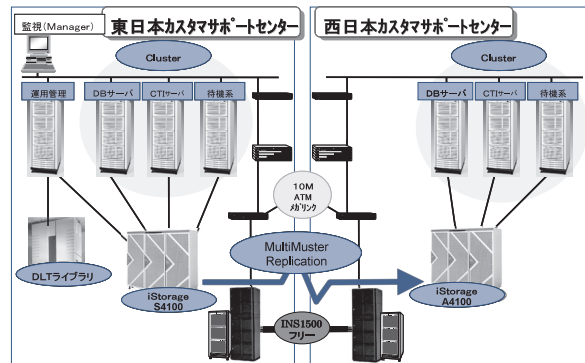 監視(Manager)
東日本カスタマサポートセンター
西日本カスタマサポートセンター
Cluster
Cluster
運用管理
DBサーバ
CTIサーバ
待機系
DBサーバ
CTIサーバ
待機系
10M
ATM
メガリンク
MultiMuster
Replication
DLTライブラリ
iStorage
S4100
iStorage
A4100
INS1500
フリー